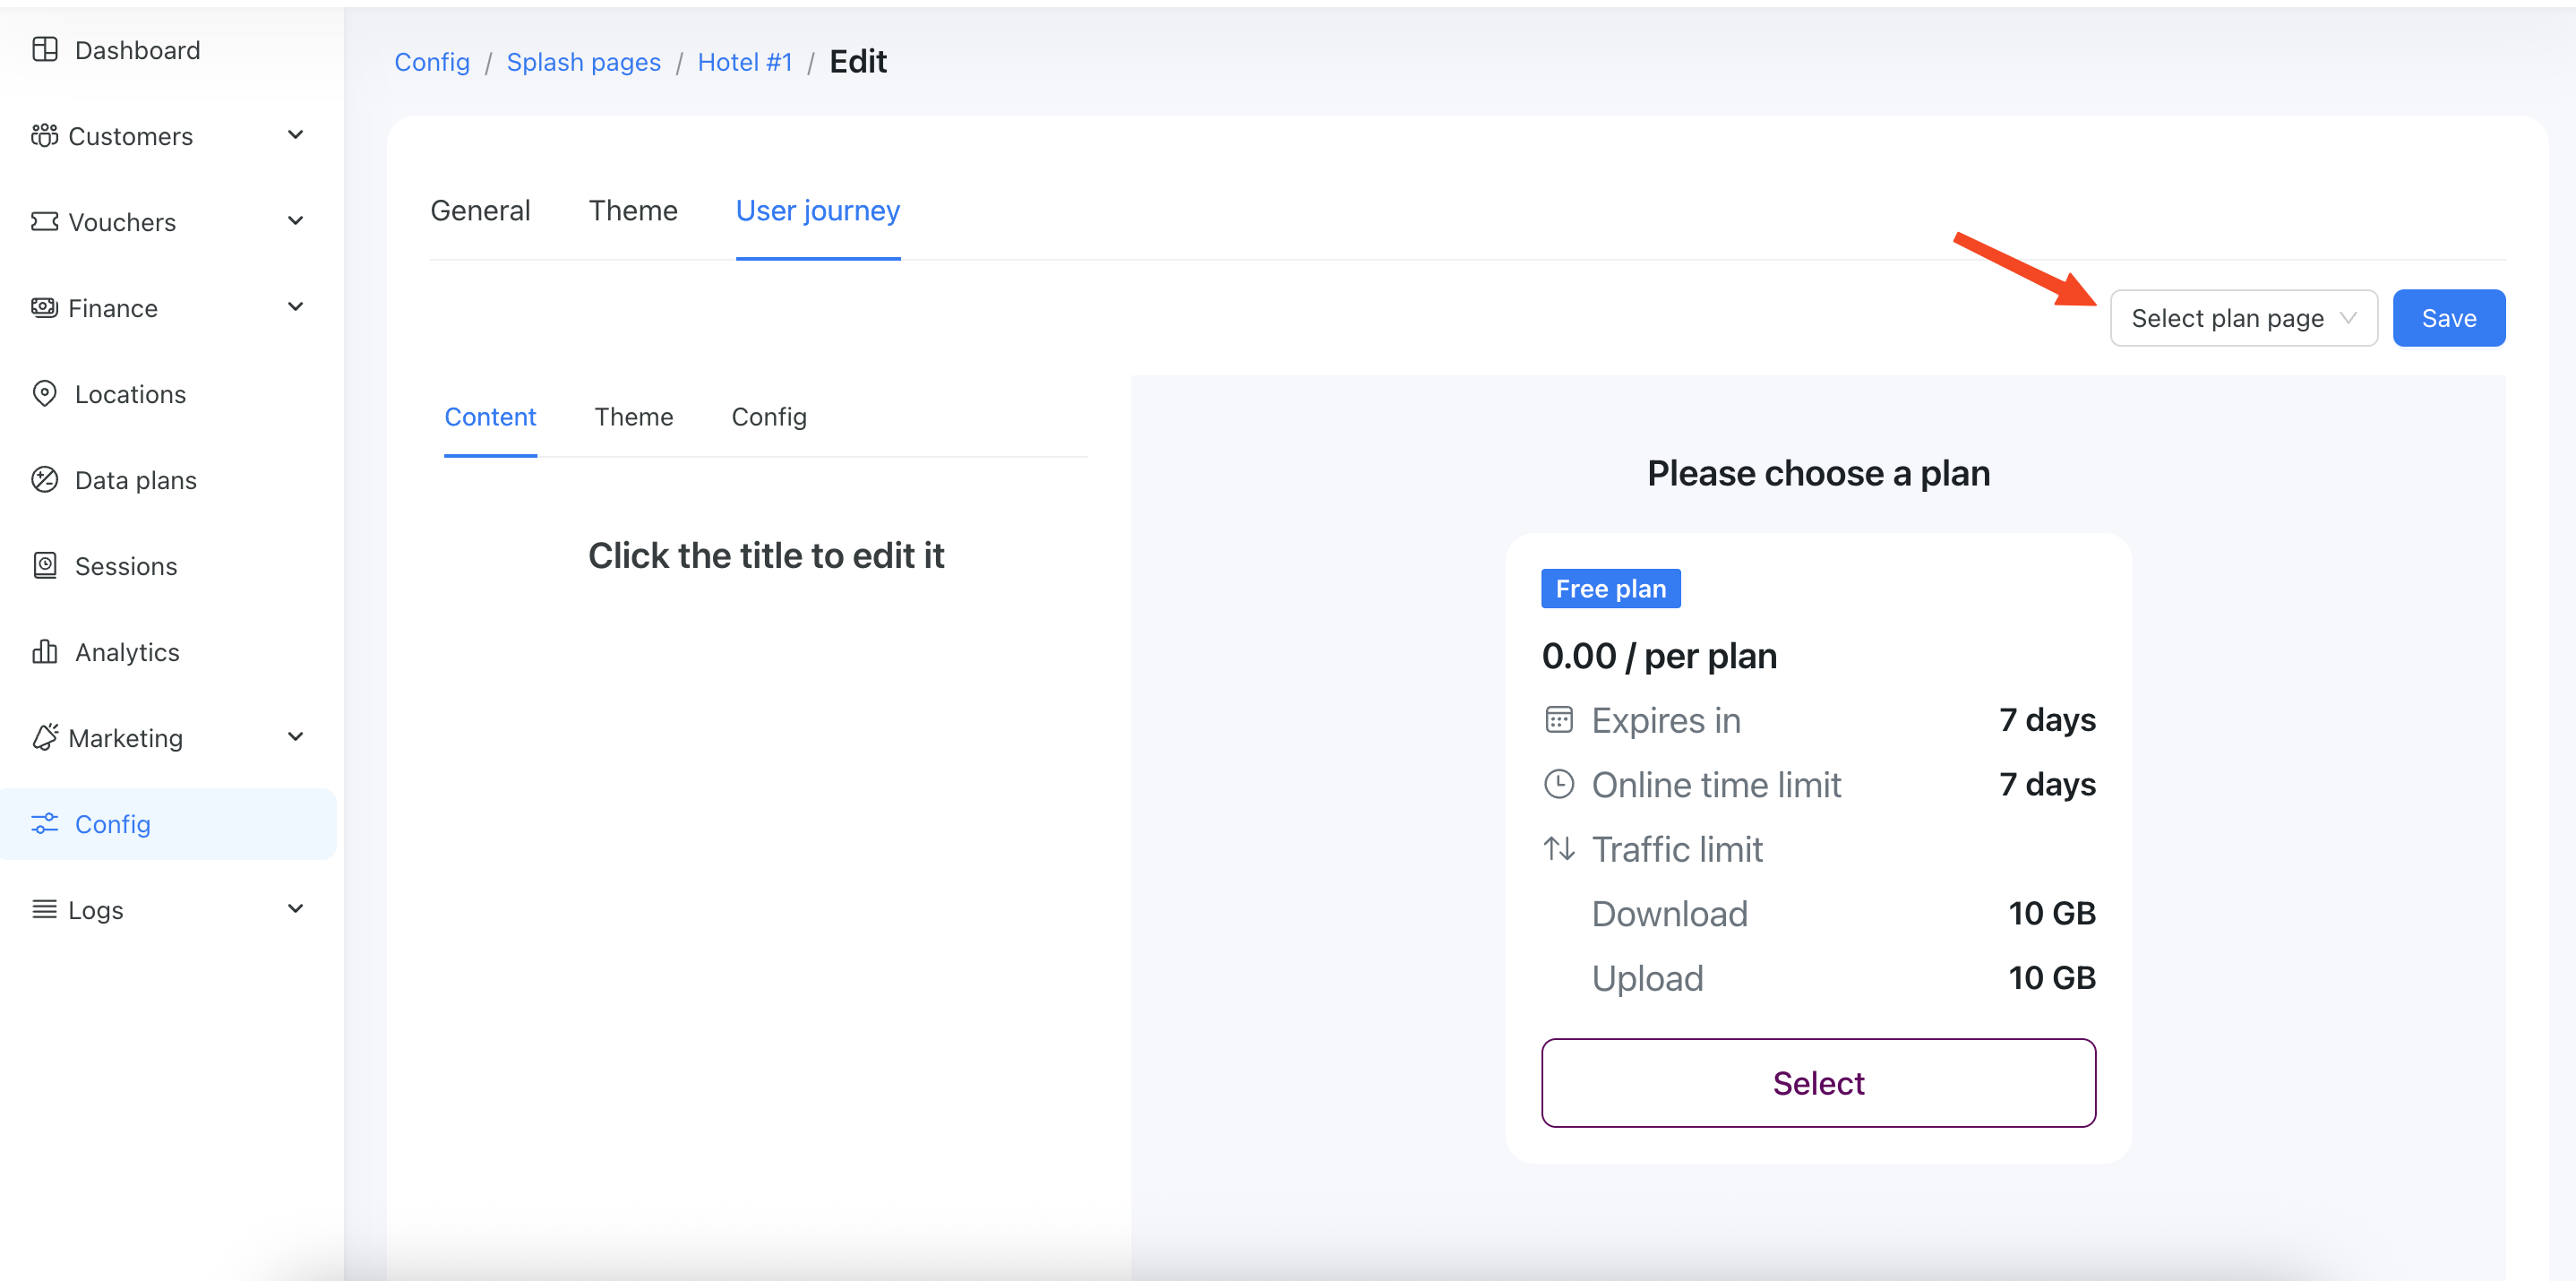 Dashboard
Customers
Vouchers
Finance
Locations
Data plans
Sessions
Analytics
Marketing
Config
Logs
Config / Splash pages / Hotel #1 / Edit
General Theme User journey
Select plan page Save
Content Theme Config
Click the title to edit it
Please choose a plan
Free plan
0.00 / per plan
Expires in 7 days
Online time limit 7 days
Traffic limit
Download 10 GB
Upload 10 GB
Select